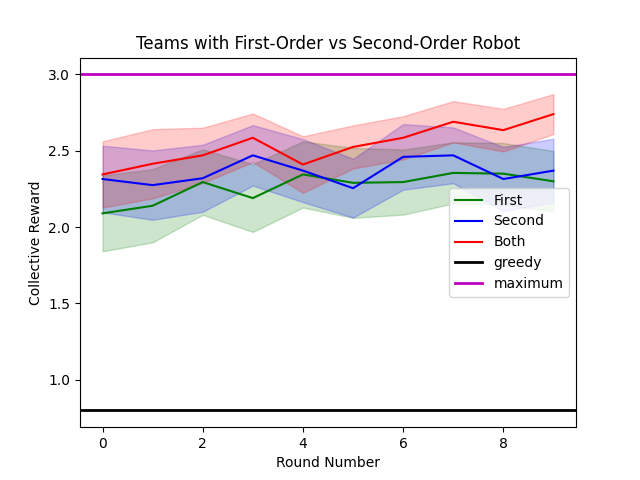 Teams with First-Order vs Second-Order Robot
3.0
2.5
2.0
1.5
1.0
Collective Reward
First
Second
Both
greedy
maximum
0
2
4
6
8
Round Number